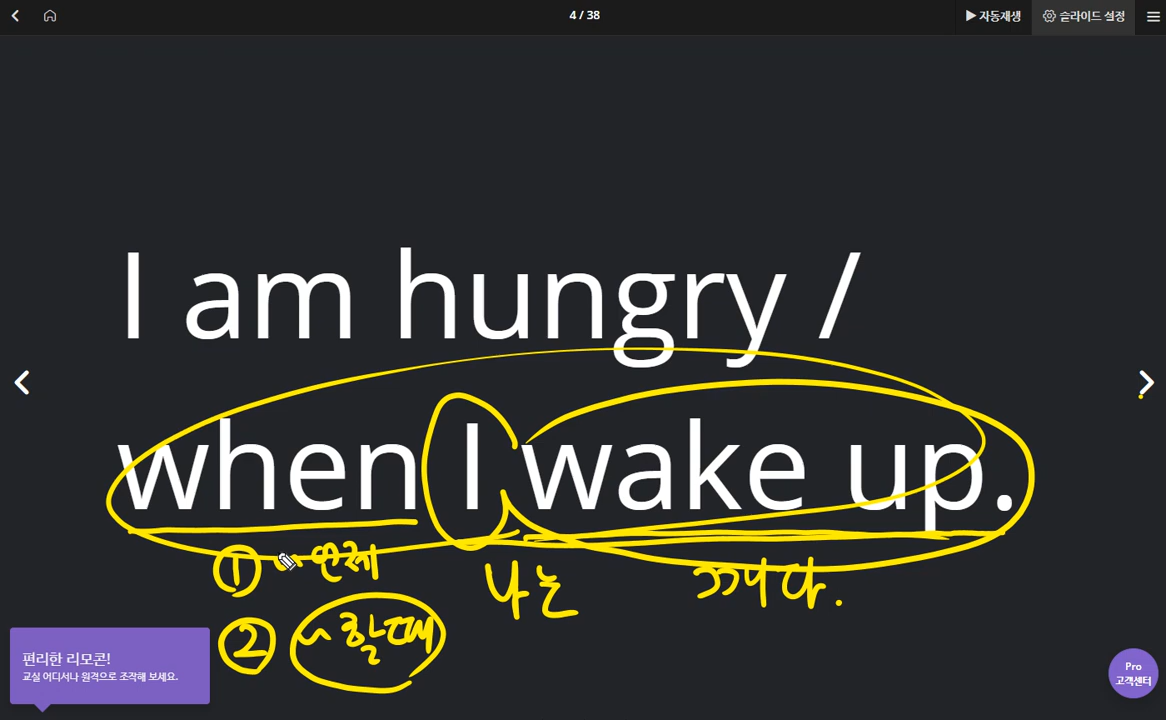 4 / 38
▶ 자동재생
슬라이드 설정
I am hungry /
when I wake up.
① ~ 언제
나는
깨다.
② ~ 할때
편리한 리모콘!
교실 어디서나 원격으로 조작해 보세요.
Pro
고객센터